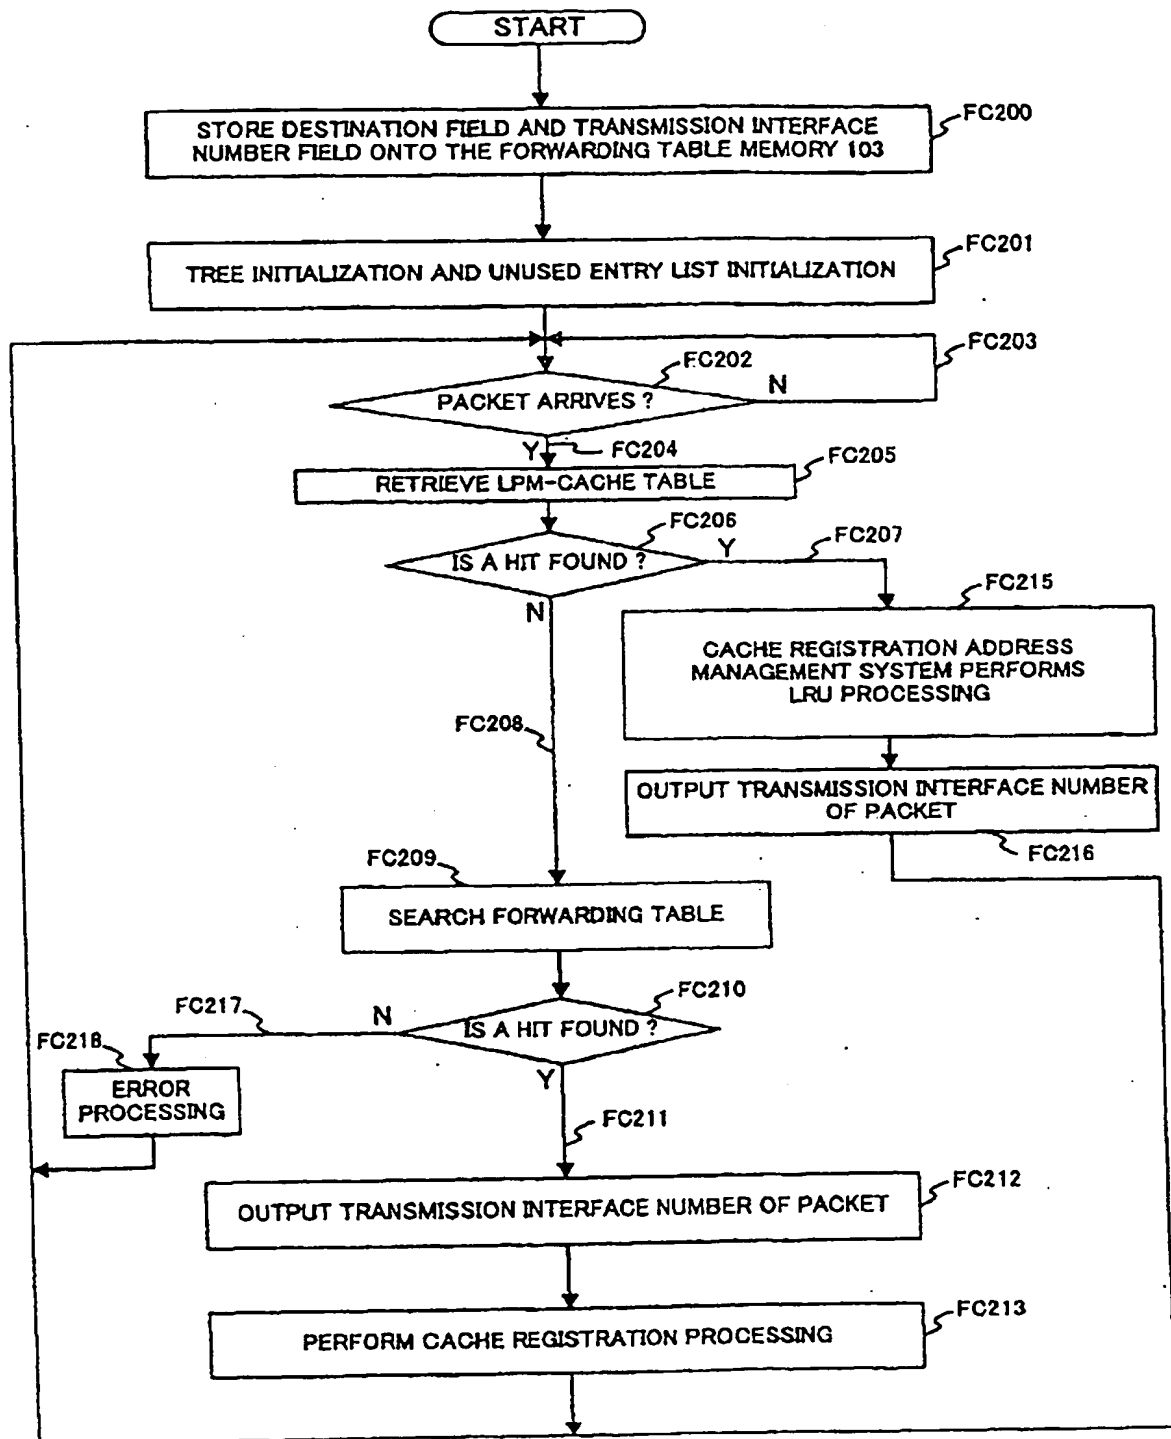 START
FC200
STORE DESTINATION FIELD AND TRANSMISSION INTERFACE
NUMBER FIELD ONTO THE FORWARDING TABLE MEMORY 103
FC201
TREE INITIALIZATION AND UNUSED ENTRY LIST INITIALIZATION
FC203
FC202
N
PACKET ARRIVES ?
Y
FC204
FC205
RETRIEVE LPM-CACHE TABLE
FC206
FC207
Y
IS A HIT FOUND ?
N
FC215
CACHE REGISTRATION ADDRESS
MANAGEMENT SYSTEM PERFORMS
LRU PROCESSING
FC208
OUTPUT TRANSMISSION INTERFACE NUMBER
OF PACKET
FC216
FC209
SEARCH FORWARDING TABLE
FC210
FC217
N
IS A HIT FOUND ?
FC218
Y
ERROR
PROCESSING
FC211
FC212
OUTPUT TRANSMISSION INTERFACE NUMBER OF PACKET
FC213
PERFORM CACHE REGISTRATION PROCESSING